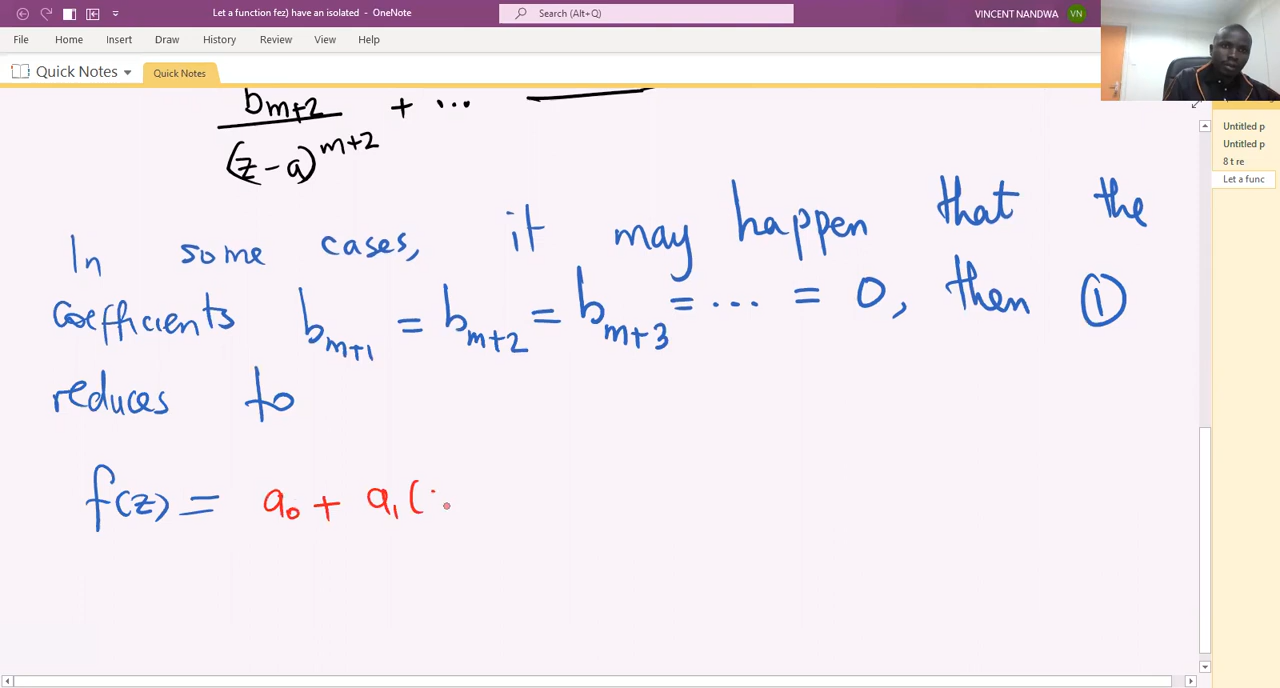 Let a function fez) have an isolated - OneNote
Search (Alt+Q)
VINCENT NANDWA VN
File Home Insert Draw History Review View Help
Quick Notes
Quick Notes
b_{m+2} + ...
(z-a)^{m+2}
In some cases, it may happen that the
coefficients b_{m+1} = b_{m+2} = b_{m+3} = ... = 0, then ①
reduces to
f(z) = a_0 + a_1(
Untitled p
Untitled p
8 t re
Let a func